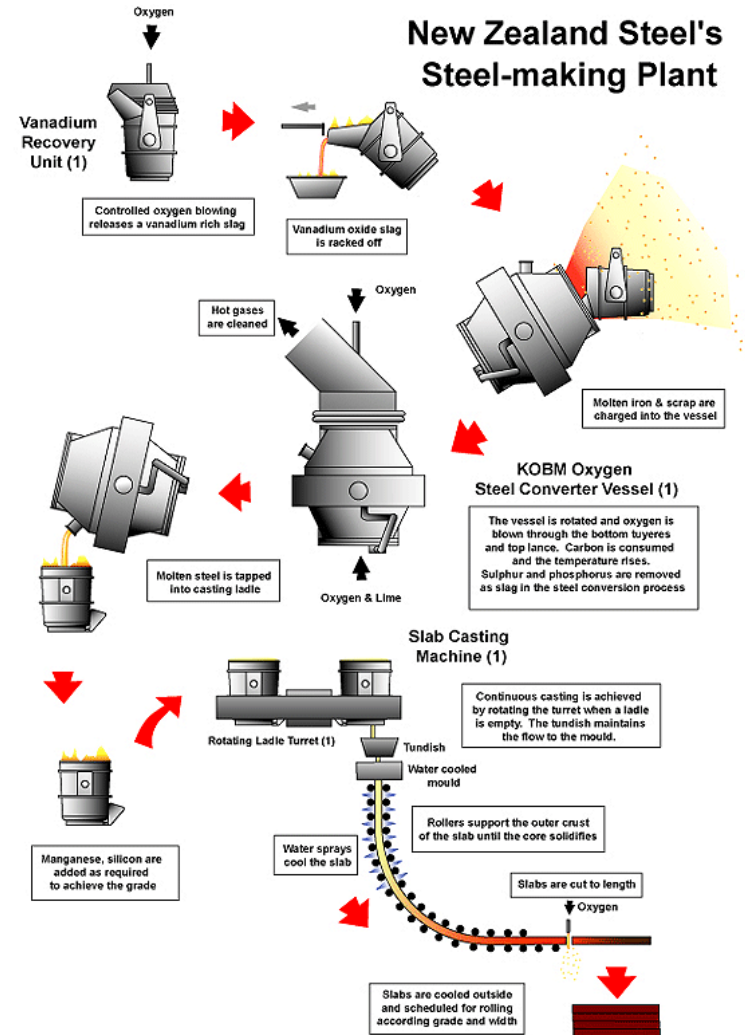 Oxygen
New Zealand Steel's
Steel-making Plant
Vanadium
Recovery
Unit (1)
Controlled oxygen blowing
releases a vanadium rich slag
Vanadium oxide slag
is racked off
Oxygen
Hot gases
are cleaned
Molten iron & scrap are
charged into the vessel
KOBM Oxygen
Steel Converter Vessel (1)
The vessel is rotated and oxygen is
blown through the bottom tuyeres
and top lance. Carbon is consumed
and the temperature rises.
Sulphur and phosphorus are removed
as slag in the steel conversion process
Molten steel is tapped
into casting ladle
Oxygen & Lime
Slab Casting
Machine (1)
Continuous casting is achieved
by rotating the turret when a ladle
is empty. The tundish maintains
the flow to the mould.
Rotating Ladle Turret (1)
Tundish
Water cooled
mould
Rollers support the outer crust
of the slab until the core solidifies
Water sprays
cool the slab
Manganese, silicon are
added as required
to achieve the grade
Slabs are cut to length
Oxygen
Slabs are cooled outside
and scheduled for rolling
according grade and width